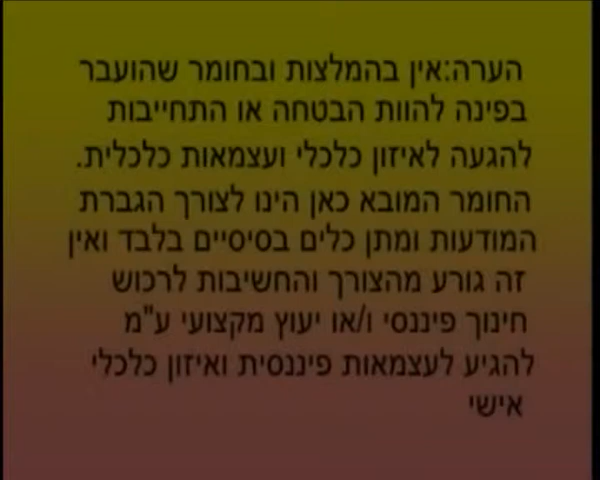 הערה:אין בהמלצות ובחומר שהועבר
בפינה להוות הבטחה או התחייבות
להגעה לאיזון כלכלי ועצמאות כלכלית.
החומר המובא כאן הינו לצורך הגברת
המודעות ומתן כלים בסיסיים בלבד ואין
זה גורע מהצורך והחשיבות לרכוש
חינוך פיננסי ו/או יעוץ מקצועי ע"מ
להגיע לעצמאות פיננסית ואיזון כלכלי
אישי